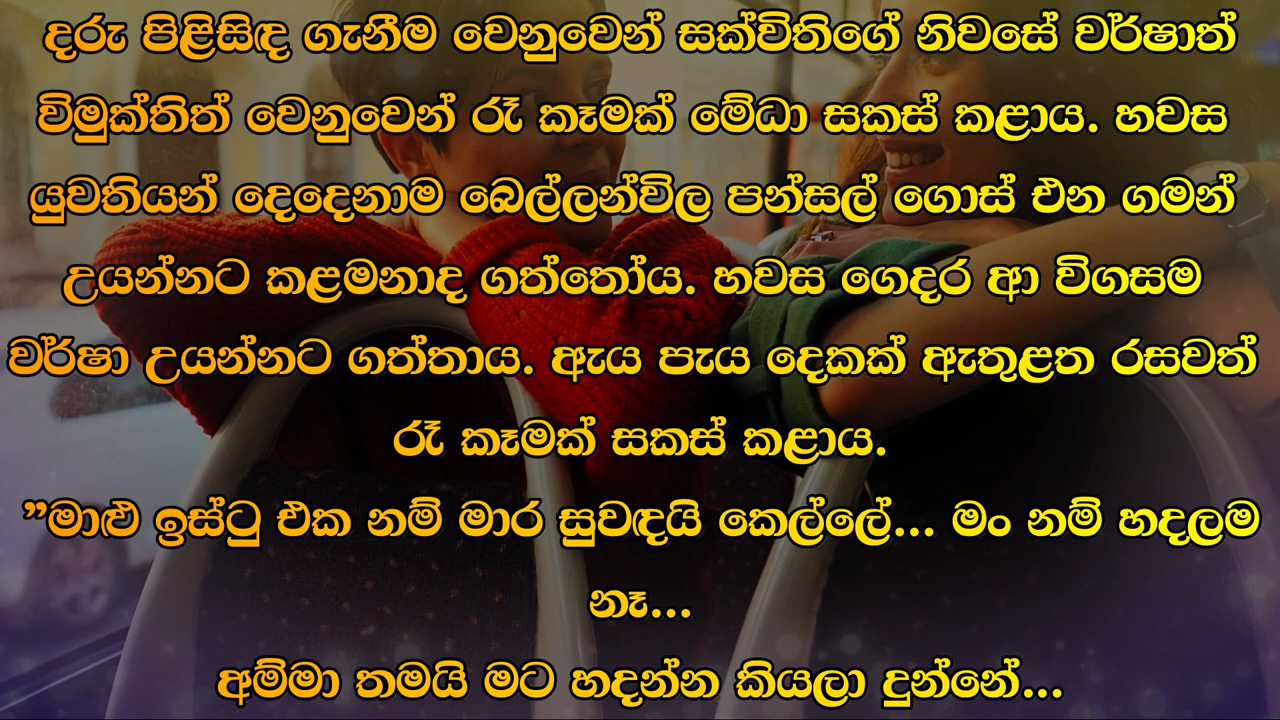 දරු පිළිසිඳ ගැනීම වෙනුවෙන් සක්විතිගේ නිවසේ වර්ෂාත්
විමුක්තිත් වෙනුවෙන් රෑ කෑමක් මේධා සකස් කළාය. හවස
යුවතියන් දෙදෙනාම බෙල්ලන්විල පන්සල් ගොස් එන ගමන්
උයන්නට කළමනාද ගත්තෝය. හවස ගෙදර ආ විගසම
වර්ෂා උයන්නට ගත්තාය. ඇය පැය දෙකක් ඇතුළත රසවත්
රෑ කෑමක් සකස් කළාය.
”මාළු ඉස්ටු එක නම් මාර සුවඳයි කෙල්ලේ... මං නම් හදලම
නෑ...
අම්මා තමයි මට හදන්න කියලා දුන්නේ...